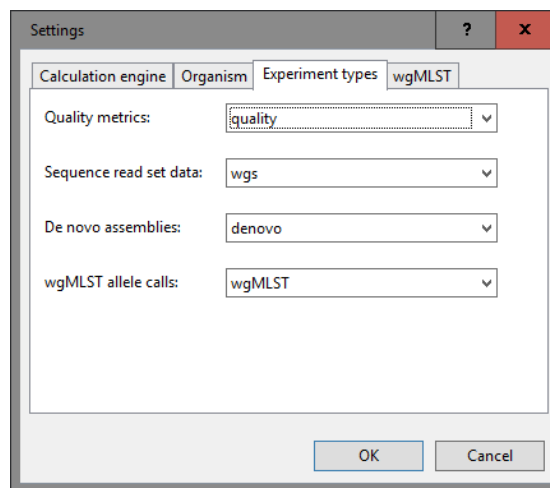 Settings ? x
Calculation engine Organism Experiment types wgMLST
Quality metrics: quality
Sequence read set data: wgs
De novo assemblies: denovo
wgMLST allele calls: wgMLST
OK Cancel